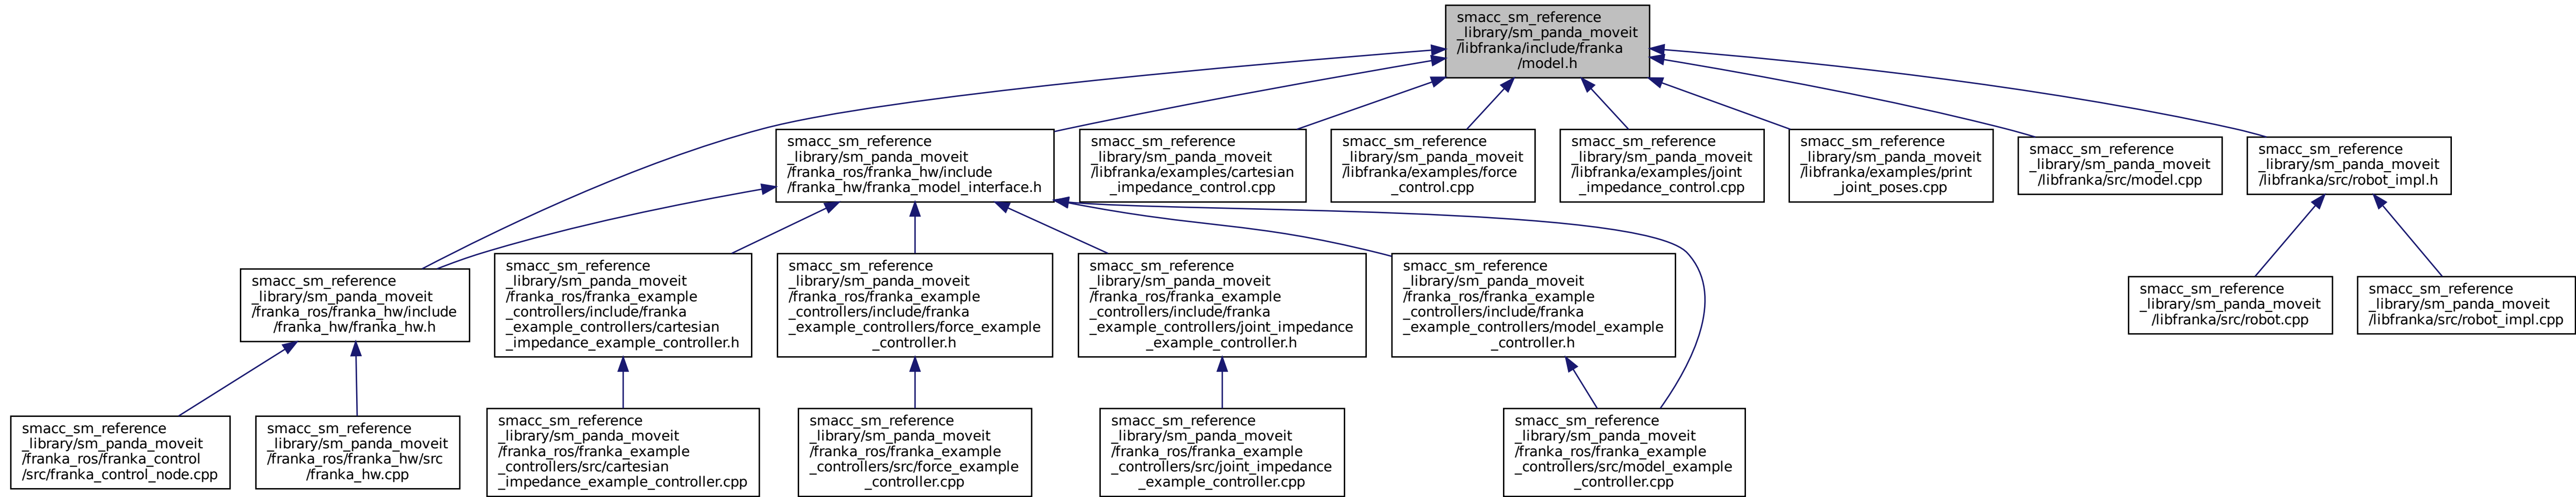 smacc_sm_reference
_library/sm_panda_moveit
/libfranka/include/franka
/model.h
smacc_sm_reference
_library/sm_panda_moveit
/franka_ros/franka_hw/include
/franka_hw/franka_model_interface.h
smacc_sm_reference
_library/sm_panda_moveit
/libfranka/examples/cartesian
_impedance_control.cpp
smacc_sm_reference
_library/sm_panda_moveit
/libfranka/examples/force
_control.cpp
smacc_sm_reference
_library/sm_panda_moveit
/libfranka/examples/joint
_impedance_control.cpp
smacc_sm_reference
_library/sm_panda_moveit
/libfranka/examples/print
_joint_poses.cpp
smacc_sm_reference
_library/sm_panda_moveit
/libfranka/src/model.cpp
smacc_sm_reference
_library/sm_panda_moveit
/libfranka/src/robot_impl.h
smacc_sm_reference
_library/sm_panda_moveit
/franka_ros/franka_hw/include
/franka_hw/franka_hw.h
smacc_sm_reference
_library/sm_panda_moveit
/franka_ros/franka_example
_controllers/include/franka
_example_controllers/cartesian
_impedance_example_controller.h
smacc_sm_reference
_library/sm_panda_moveit
/franka_ros/franka_example
_controllers/include/franka
_example_controllers/force_example
_controller.h
smacc_sm_reference
_library/sm_panda_moveit
/franka_ros/franka_example
_controllers/include/franka
_example_controllers/joint_impedance
_example_controller.h
smacc_sm_reference
_library/sm_panda_moveit
/franka_ros/franka_example
_controllers/include/franka
_example_controllers/model_example
_controller.h
smacc_sm_reference
_library/sm_panda_moveit
/libfranka/src/robot.cpp
smacc_sm_reference
_library/sm_panda_moveit
/libfranka/src/robot_impl.cpp
smacc_sm_reference
_library/sm_panda_moveit
/franka_ros/franka_control
/src/franka_control_node.cpp
smacc_sm_reference
_library/sm_panda_moveit
/franka_ros/franka_hw/src
/franka_hw.cpp
smacc_sm_reference
_library/sm_panda_moveit
/franka_ros/franka_example
_controllers/src/cartesian
_impedance_example_controller.cpp
smacc_sm_reference
_library/sm_panda_moveit
/franka_ros/franka_example
_controllers/src/force_example
_controller.cpp
smacc_sm_reference
_library/sm_panda_moveit
/franka_ros/franka_example
_controllers/src/joint_impedance
_example_controller.cpp
smacc_sm_reference
_library/sm_panda_moveit
/franka_ros/franka_example
_controllers/src/model_example
_controller.cpp